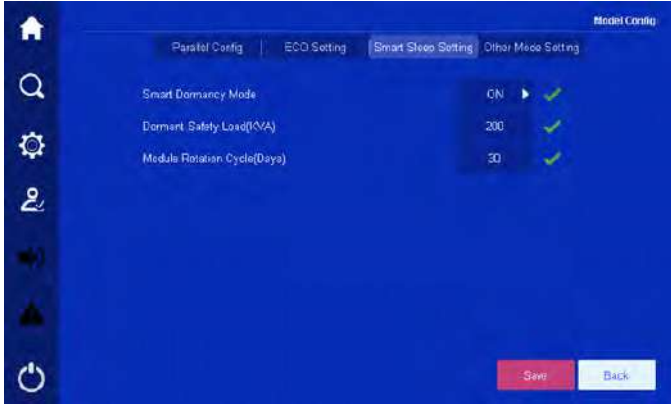 Model Config
Parallel Config
ECO Setting
Smart Sleep Setting
Other Mode Setting
Smart Dormancy Mode
ON
Dormant Safety Load(KVA)
200
Module Rotation Cycle(Days)
30
Save
Back